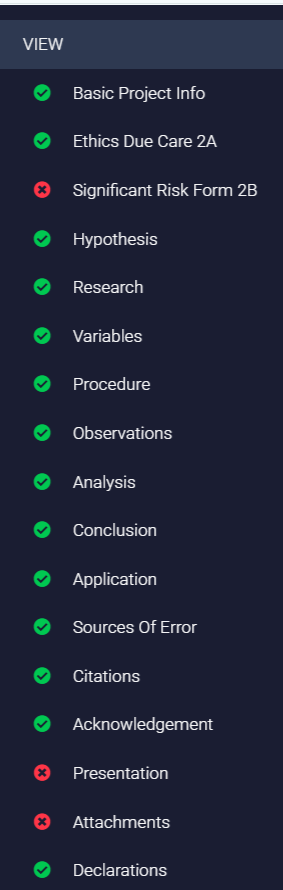 VIEW
Basic Project Info
Ethics Due Care 2A
Significant Risk Form 2B
Hypothesis
Research
Variables
Procedure
Observations
Analysis
Conclusion
Application
Sources Of Error
Citations
Acknowledgement
Presentation
Attachments
Declarations